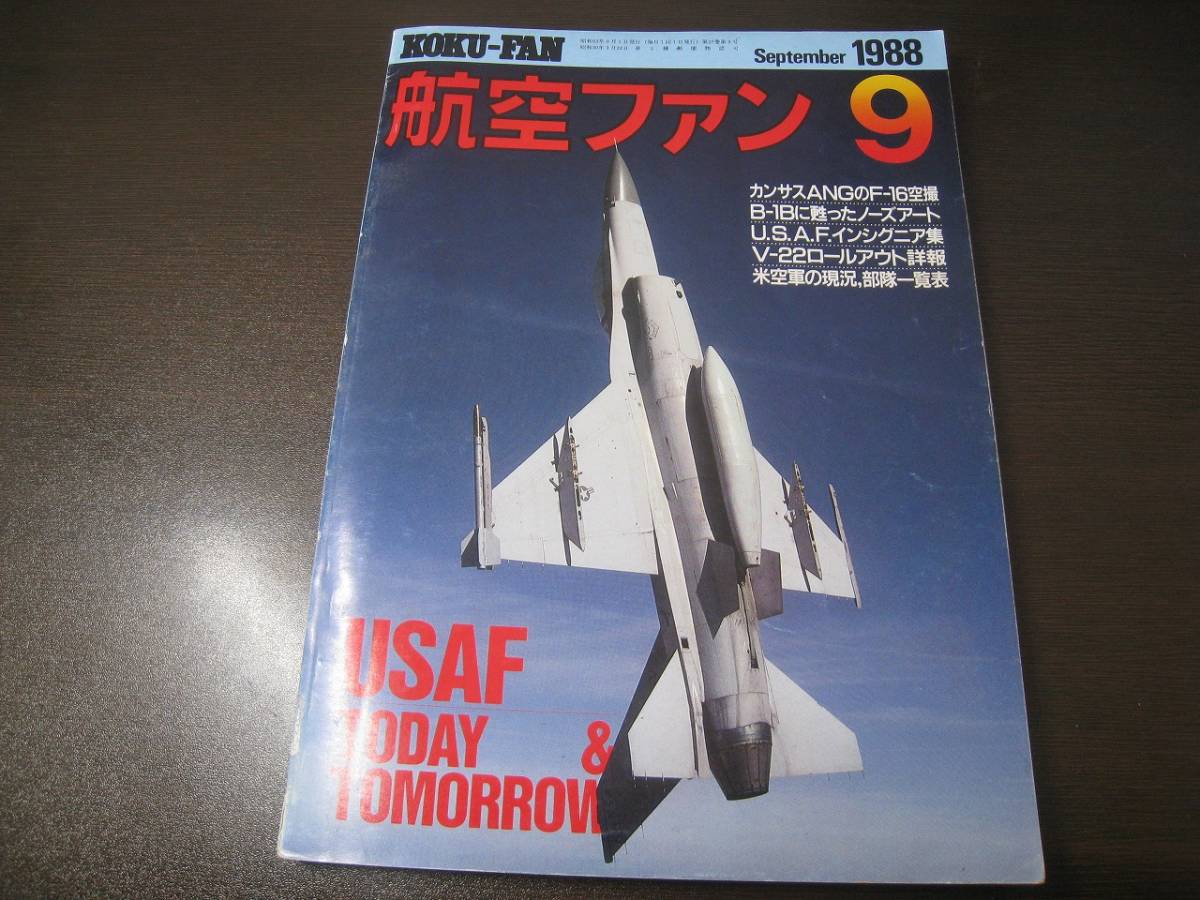 KOKU-FAN
September 1988
航空ファン 9
カンサスANGのF-16空撮
B-1Bに甦ったノーズアート
U.S.A.F.インシグニア集
V-22ロールアウト詳報
米空軍の現況,部隊一覧表
USAF
TODAY &
TOMORROW